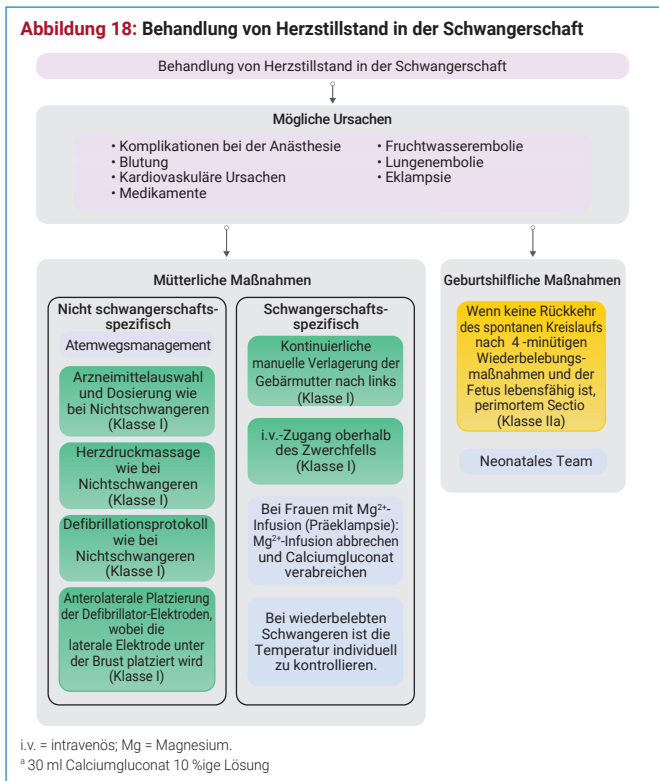 Abbildung 18: Behandlung von Herzstillstand in der Schwangerschaft
Behandlung von Herzstillstand in der Schwangerschaft
Mögliche Ursachen
• Komplikationen bei der Anästhesie
• Blutung
• Kardiovaskuläre Ursachen
• Medikamente
• Fruchtwasserembolie
• Lungenembolie
• Eklampsie
Mütterliche Maßnahmen
Nicht schwangerschafts-
spezifisch
Atemwegsmanagement
Arzneimittelauswahl
und Dosierung wie
bei Nichtschwangeren
(Klasse I)
Herzdruckmassage
wie bei
Nichtschwangeren
(Klasse I)
Defibrillationsprotokoll
wie bei
Nichtschwangeren
(Klasse I)
Anterolaterale Platzierung
der Defibrillator-Elektroden,
wobei die
laterale Elektrode unter
der Brust platziert wird
(Klasse I)
Schwangerschafts-
spezifisch
Kontinuierliche
manuelle Verlagerung der
Gebärmutter nach links
(Klasse I)
i.v.-Zugang oberhalb
des Zwerchfells
(Klasse I)
Bei Frauen mit Mg²⁺-
Infusion (Präeklampsie):
Mg²⁺-Infusion abbrechen
und Calciumgluconat
verabreichen
Bei wiederbelebten
Schwangeren ist die
Temperatur individuell
zu kontrollieren.
Geburtshilfliche Maßnahmen
Wenn keine Rückkehr
des spontanen Kreislaufs
nach 4 -minütigen
Wiederbelebungs-
maßnahmen und der
Fetus lebensfähig ist,
perimortem Sectio
(Klasse IIa)
Neonatales Team
i.v. = intravenös; Mg = Magnesium.
ᵃ 30 ml Calciumgluconat 10 %ige Lösung